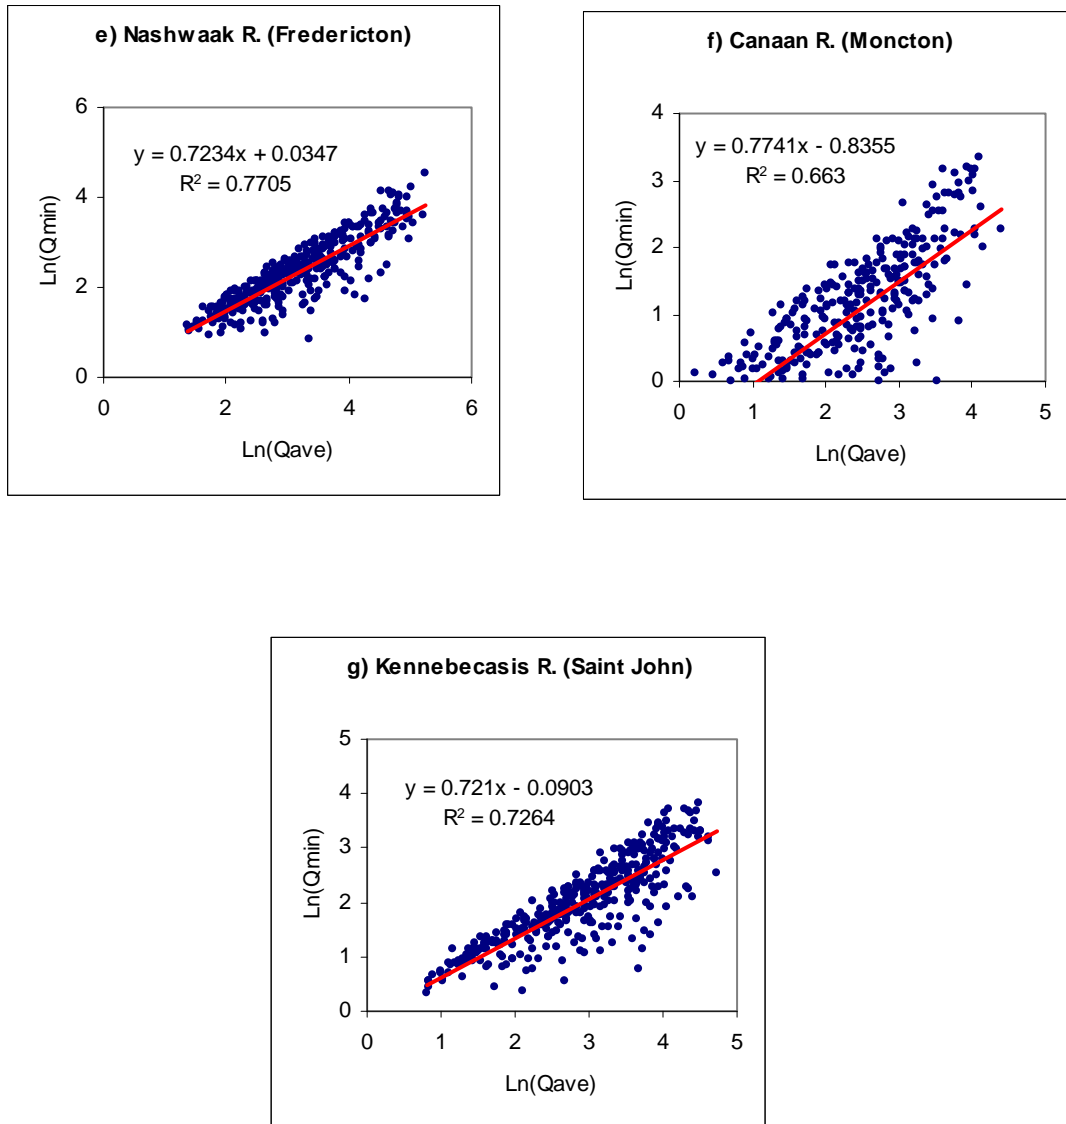 e) Nashwaak R. (Fredericton)
y = 0.7234x + 0.0347
R² = 0.7705
Ln(Qmin)
6
4
2
0
0 2 4 6
Ln(Qave)
f) Canaan R. (Moncton)
y = 0.7741x - 0.8355
R² = 0.663
Ln(Qmin)
4
3
2
1
0
0 1 2 3 4 5
Ln(Qave)
g) Kennebecasis R. (Saint John)
y = 0.721x - 0.0903
R² = 0.7264
Ln(Qmin)
5
4
3
2
1
0
0 1 2 3 4 5
Ln(Qave)